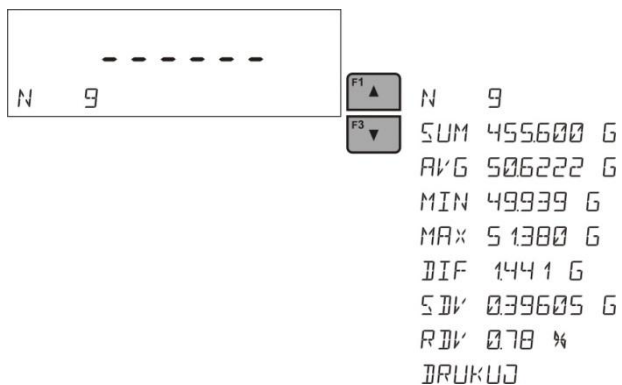 ------
N 9
F1 ▲
F3 ▼
N 9
SUM 455.600 G
AVG 50.6222 G
MIN 49.939 G
MAX 51.380 G
DIF 1.441 G
SDV 0.39605 G
RDV 0.78 %
DRUKUJ